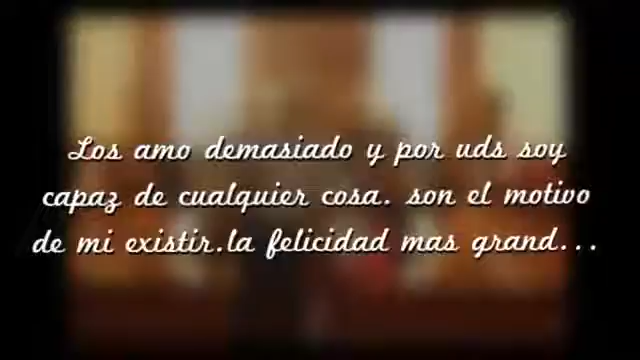 Los amo demasiado y por uds soy
capaz de cualquier cosa. son el motivo
de mi existir.la felicidad mas grand...